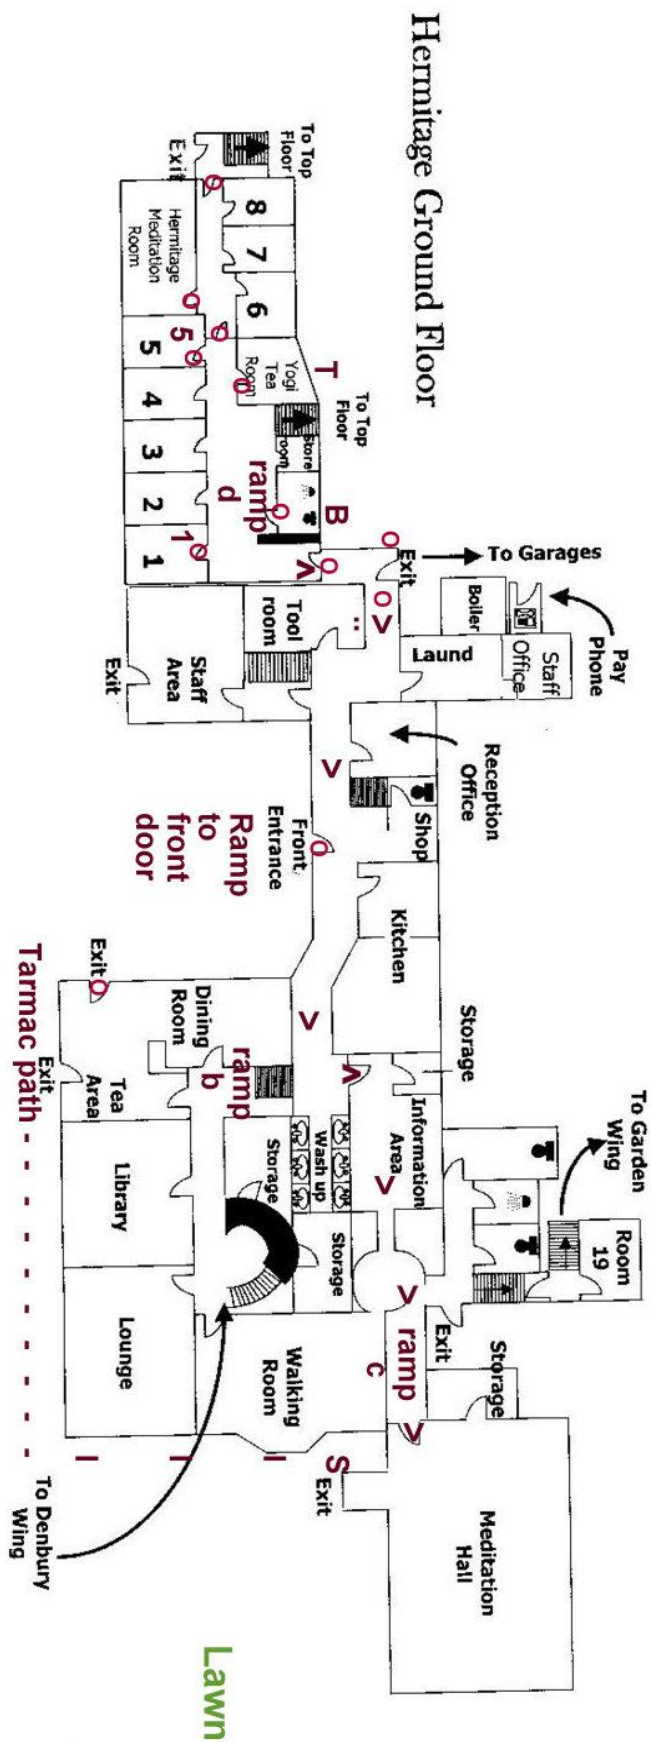 Hermitage Ground Floor
To Top
Floor
Exit
8
7
6
Hermitage
Meditation
Room
5
5
4
3
2
1
1
Yogi
Tea
Room
T
To Top
Floor
Store
room
ramp
d
B
Exit
To Garages
Boiler
Pay
Phone
Staff
Office
Laund
Tool
room
Staff
Area
Exit
Reception
Office
Shop
Front
Entrance
Ramp
to
front
door
Kitchen
Storage
Exit
Dining
Room
Tea
Area
Exit
Tarmac path
ramp
b
Information
Area
Wash up
Storage
Storage
Library
Lounge
To Garden
Wing
Room
19
Exit
Storage
ramp
c
Walking
Room
S
Exit
To Denbury
Wing
Meditation
Hall
Lawn